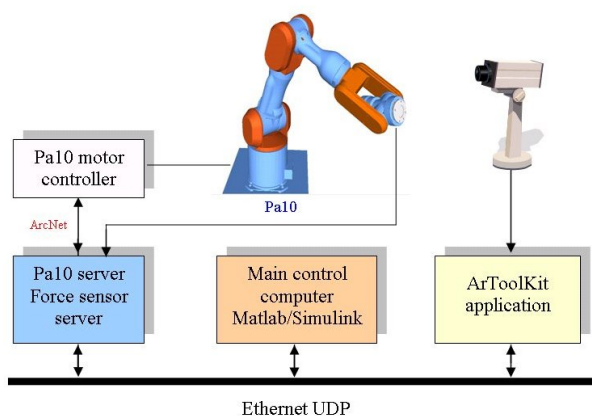 Pa10 motor
controller
Pa10
ArcNet
Pa10 server
Force sensor
server
Main control
computer
Matlab/Simulink
ArToolKit
application
Ethernet UDP